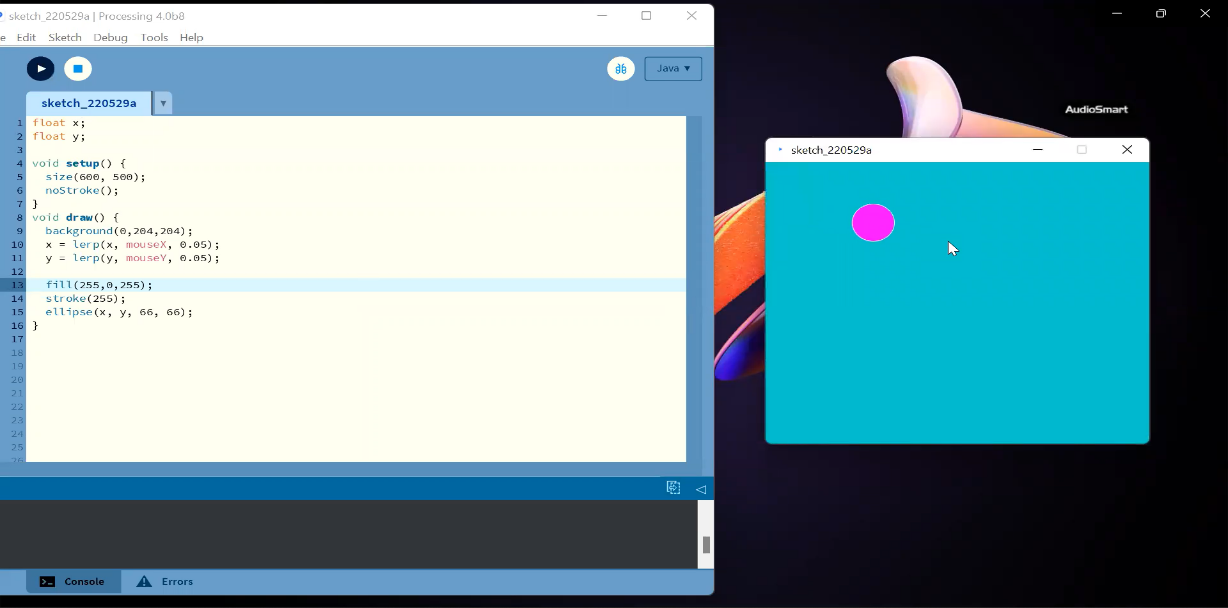 sketch_220529a | Processing 4.0b8
e Edit Sketch Debug Tools Help
Java ▼
sketch_220529a ▼
1 float x;
2 float y;
3
4 void setup() {
5 size(600, 500);
6 noStroke();
7 }
8 void draw() {
9 background(0,204,204);
10 x = lerp(x, mouseX, 0.05);
11 y = lerp(y, mouseY, 0.05);
12
13 fill(255,0,255);
14 stroke(255);
15 ellipse(x, y, 66, 66);
16 }
17
18
19
20
21
22
23
24
25
26
>_ Console Errors
AudioSmart
sketch_220529a